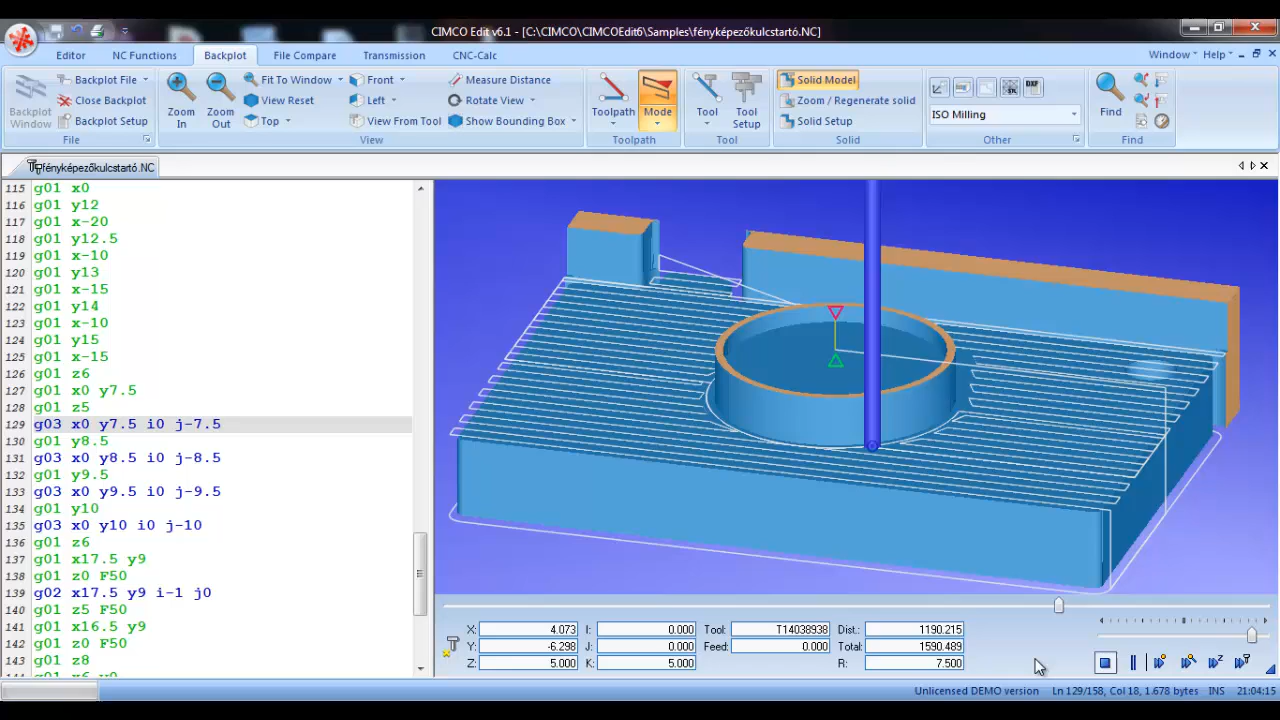 CIMCO Edit v6.1 - [C:\CIMCO\CIMCOEdit6\Samples\fényképezőkulcstartó.NC]
Editor NC Functions Backplot File Compare Transmission CNC-Calc Window Help
Backplot Window
Backplot File
Close Backplot
Backplot Setup
File
Zoom In
Zoom Out
Fit To Window
View Reset
Top
Front
Left
View From Tool
Measure Distance
Rotate View
Show Bounding Box
View
Toolpath
Mode
Toolpath
Tool
Tool Setup
Tool
Solid Model
Zoom / Regenerate solid
Solid Setup
Solid
DXF
ISO Milling
Other
Find
Find
fényképezőkulcstartó.NC
115 g01 x0
116 g01 y12
117 g01 x-20
118 g01 y12.5
119 g01 x-10
120 g01 y13
121 g01 x-15
122 g01 y14
123 g01 x-10
124 g01 y15
125 g01 x-15
126 g01 z6
127 g01 x0 y7.5
128 g01 z5
129 g03 x0 y7.5 i0 j-7.5
130 g01 y8.5
131 g03 x0 y8.5 i0 j-8.5
132 g01 y9.5
133 g03 x0 y9.5 i0 j-9.5
134 g01 y10
135 g03 x0 y10 i0 j-10
136 g01 z6
137 g01 x17.5 y9
138 g01 z0 F50
139 g02 x17.5 y9 i-1 j0
140 g01 z5 F50
141 g01 x16.5 y9
142 g01 z0 F50
143 g01 z8
X: 4.073 I: 0.000 Tool: T14038938 Dist.: 1190.215
Y: -6.298 J: 0.000 Feed: 0.000 Total: 1590.489
Z: 5.000 K: 5.000 R: 7.500
Unlicensed DEMO version Ln 129/158, Col 18, 1.678 bytes INS 21:04:15